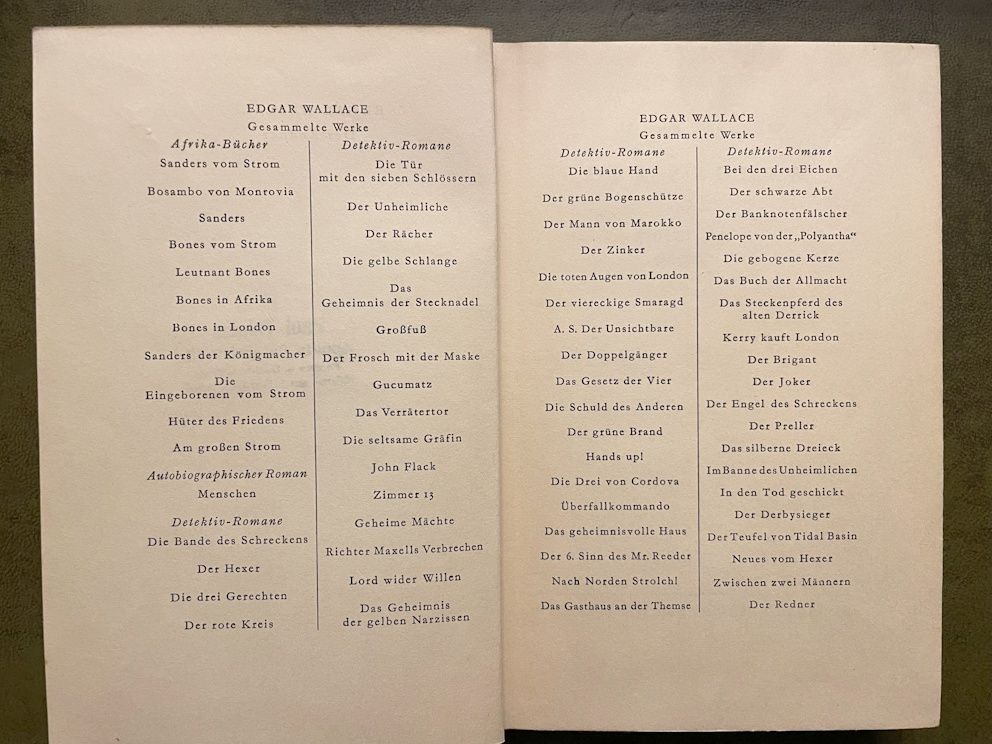 EDGAR WALLACE
Gesammelte Werke
Afrika-Bücher
Sanders vom Strom
Bosambo von Monrovia
Sanders
Bones vom Strom
Leutnant Bones
Bones in Afrika
Bones in London
Sanders der Königmacher
Die
Eingeborenen vom Strom
Hüter des Friedens
Am großen Strom
Autobiographischer Roman
Menschen
Detektiv-Romane
Die Bande des Schreckens
Der Hexer
Die drei Gerechten
Der rote Kreis
Detektiv-Romane
Die Tür
mit den sieben Schlössern
Der Unheimliche
Der Rächer
Die gelbe Schlange
Das
Geheimnis der Stecknadel
Großfuß
Der Frosch mit der Maske
Gucumatz
Das Verrätertor
Die seltsame Gräfin
John Flack
Zimmer 13
Geheime Mächte
Richter Maxells Verbrechen
Lord wider Willen
Das Geheimnis
der gelben Narzissen
EDGAR WALLACE
Gesammelte Werke
Detektiv-Romane
Die blaue Hand
Der grüne Bogenschütze
Der Mann von Marokko
Der Zinker
Die toten Augen von London
Der viereckige Smaragd
A. S. Der Unsichtbare
Der Doppelgänger
Das Gesetz der Vier
Die Schuld des Anderen
Der grüne Brand
Hands up!
Die Drei von Cordova
Überfallkommando
Das geheimnisvolle Haus
Der 6. Sinn des Mr. Reeder
Nach Norden Strolch!
Das Gasthaus an der Themse
Detektiv-Romane
Bei den drei Eichen
Der schwarze Abt
Der Banknotenfälscher
Penelope von der „Polyantha“
Die gebogene Kerze
Das Buch der Allmacht
Das Steckenpferd des
alten Derrick
Kerry kauft London
Der Brigant
Der Joker
Der Engel des Schreckens
Der Preller
Das silberne Dreieck
Im Banne des Unheimlichen
In den Tod geschickt
Der Derbysieger
Der Teufel von Tidal Basin
Neues vom Hexer
Zwischen zwei Männern
Der Redner